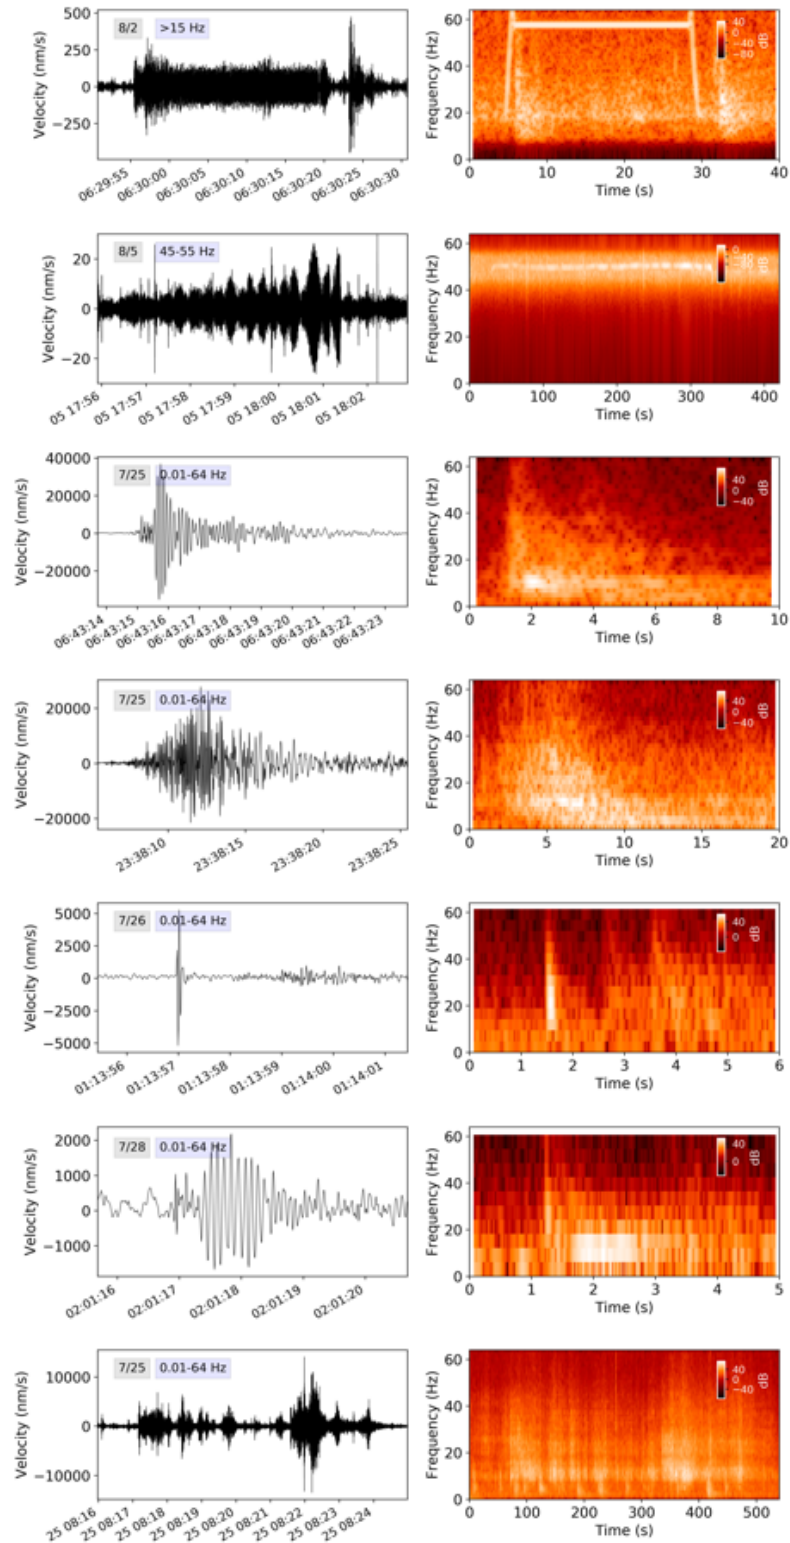 8/2 >15 Hz
Velocity (nm/s)
500
250
0
−250
06:29:55 06:30:00 06:30:05 06:30:10 06:30:15 06:30:20 06:30:25 06:30:30
Frequency (Hz)
60
40
20
0
40
0
−40
−80
dB
0 10 20 30 40
Time (s)
8/5 45-55 Hz
Velocity (nm/s)
20
0
−20
05 17:56 05 17:57 05 17:58 05 17:59 05 18:00 05 18:01 05 18:02
Frequency (Hz)
60
40
20
0
0
dB
0 100 200 300 400
Time (s)
7/25 0.01-64 Hz
Velocity (nm/s)
40000
20000
0
−20000
06:43:14 06:43:15 06:43:16 06:43:17 06:43:18 06:43:19 06:43:20 06:43:21 06:43:22 06:43:23
Frequency (Hz)
60
40
20
0
40
0
−40
dB
0 2 4 6 8 10
Time (s)
7/25 0.01-64 Hz
Velocity (nm/s)
20000
0
−20000
23:38:10 23:38:15 23:38:20 23:38:25
Frequency (Hz)
60
40
20
0
40
0
−40
dB
0 5 10 15 20
Time (s)
7/26 0.01-64 Hz
Velocity (nm/s)
5000
2500
0
−2500
−5000
01:13:56 01:13:57 01:13:58 01:13:59 01:14:00 01:14:01
Frequency (Hz)
60
40
20
0
40
0
dB
0 1 2 3 4 5 6
Time (s)
7/28 0.01-64 Hz
Velocity (nm/s)
2000
1000
0
−1000
02:01:16 02:01:17 02:01:18 02:01:19 02:01:20
Frequency (Hz)
60
40
20
0
40
0
dB
0 1 2 3 4 5
Time (s)
7/25 0.01-64 Hz
Velocity (nm/s)
10000
0
−10000
25 08:16 25 08:17 25 08:18 25 08:19 25 08:20 25 08:21 25 08:22 25 08:23 25 08:24
Frequency (Hz)
60
40
20
0
40
0
−40
dB
0 100 200 300 400 500
Time (s)